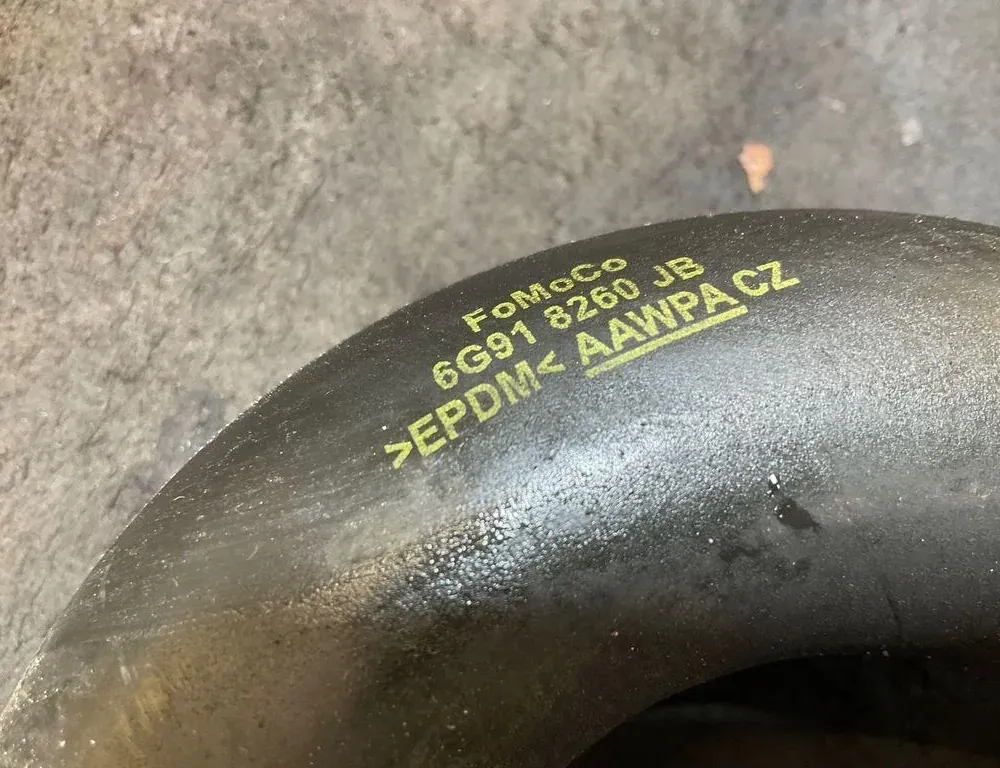 FoMoCo
6G91 8260 JB
>EPDM< AAWPA CZ